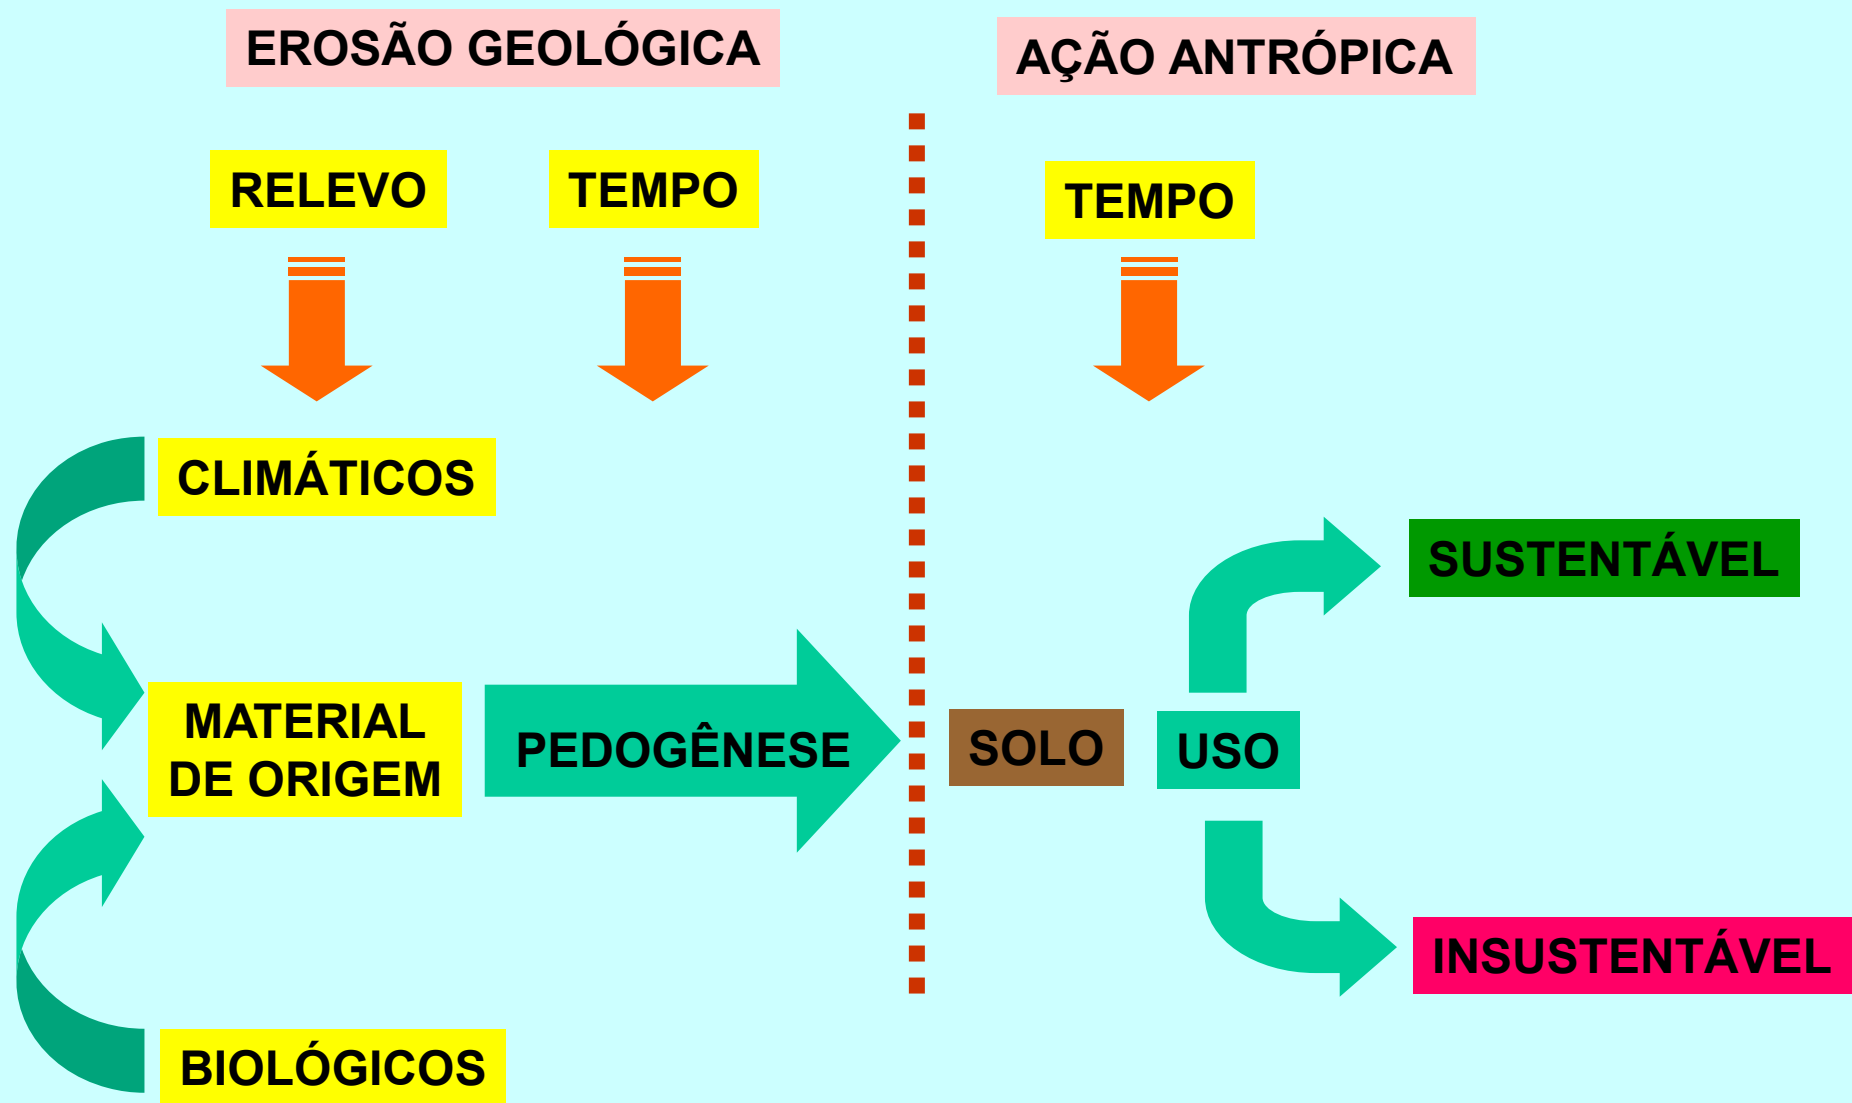 EROSÃO GEOLÓGICA
AÇÃO ANTRÓPICA
RELEVO
TEMPO
TEMPO
CLIMÁTICOS
SUSTENTÁVEL
MATERIAL
DE ORIGEM
PEDOGÊNESE
SOLO
USO
INSUSTENTÁVEL
BIOLÓGICOS